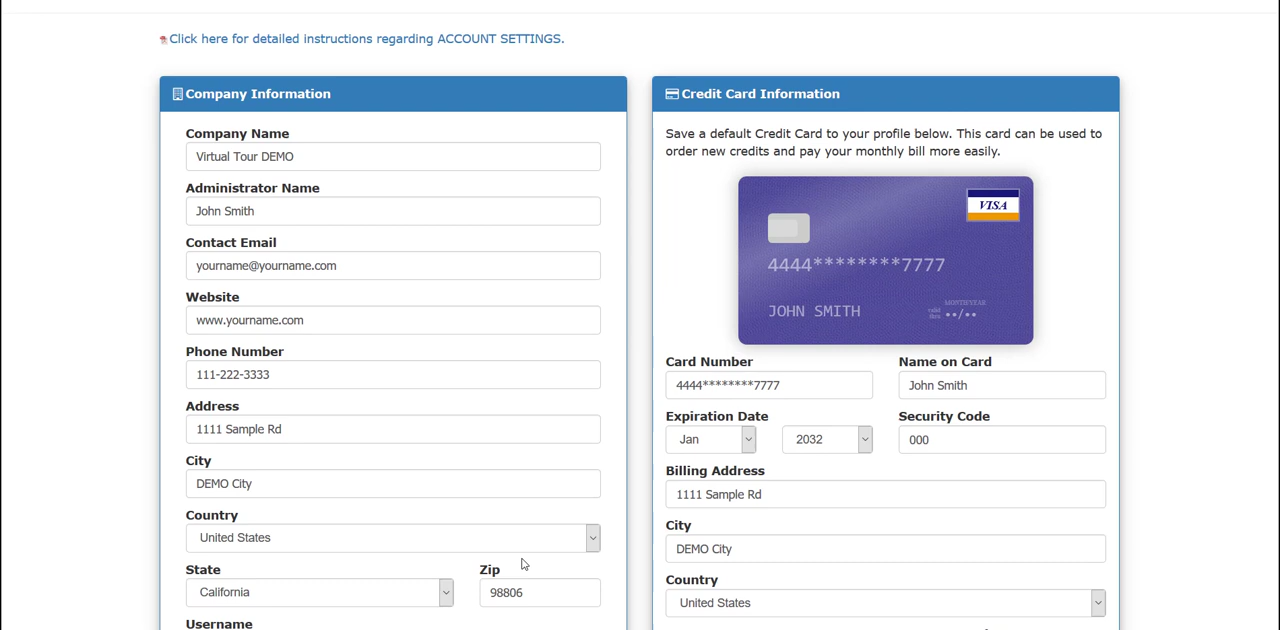 Click here for detailed instructions regarding ACCOUNT SETTINGS.
Company Information
Company Name
Virtual Tour DEMO
Administrator Name
John Smith
Contact Email
yourname@yourname.com
Website
www.yourname.com
Phone Number
111-222-3333
Address
1111 Sample Rd
City
DEMO City
Country
United States
State
Zip
California
98806
Username
Credit Card Information
Save a default Credit Card to your profile below. This card can be used to
order new credits and pay your monthly bill more easily.
VISA
4444********7777
MONTH/YEAR
JOHN SMITH
valid
thru
••/••
Card Number
Name on Card
4444********7777
John Smith
Expiration Date
Security Code
Jan
2032
000
Billing Address
1111 Sample Rd
City
DEMO City
Country
United States